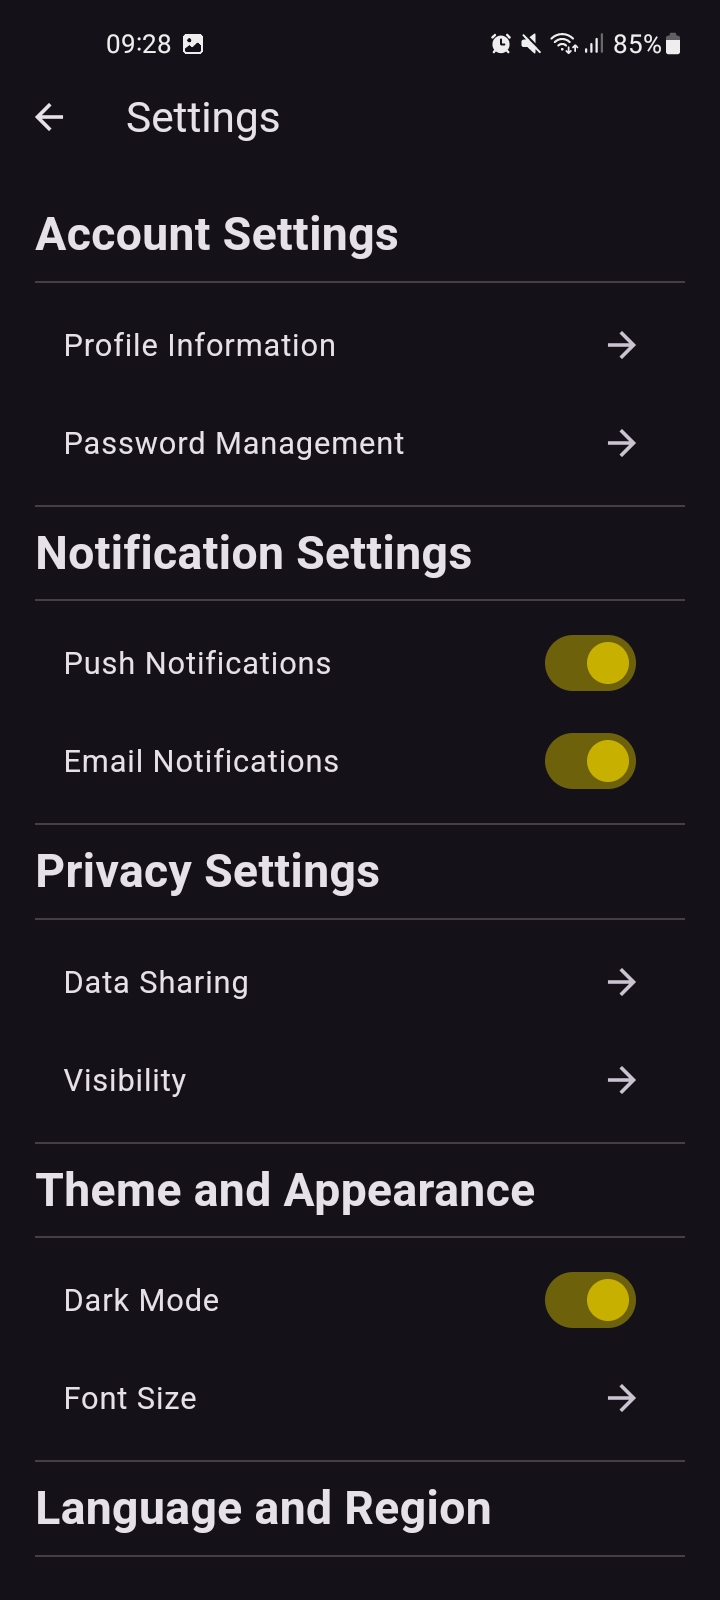 09:28 85%
Settings
Account Settings
Profile Information
Password Management
Notification Settings
Push Notifications
Email Notifications
Privacy Settings
Data Sharing
Visibility
Theme and Appearance
Dark Mode
Font Size
Language and Region